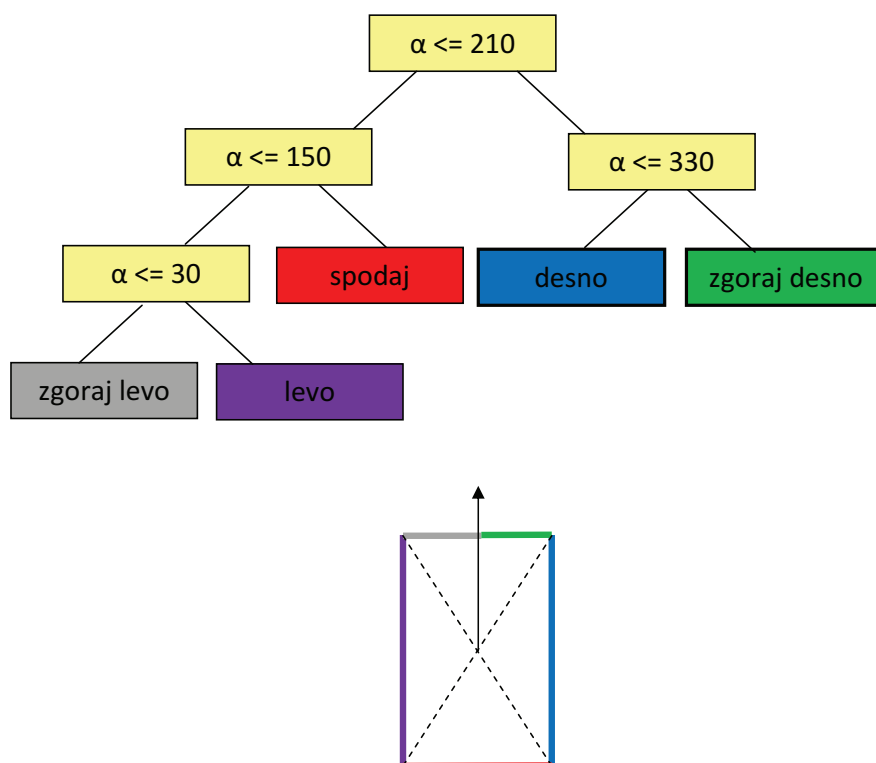 α <= 210
α <= 150
α <= 330
α <= 30
spodaj
desno
zgoraj desno
zgoraj levo
levo